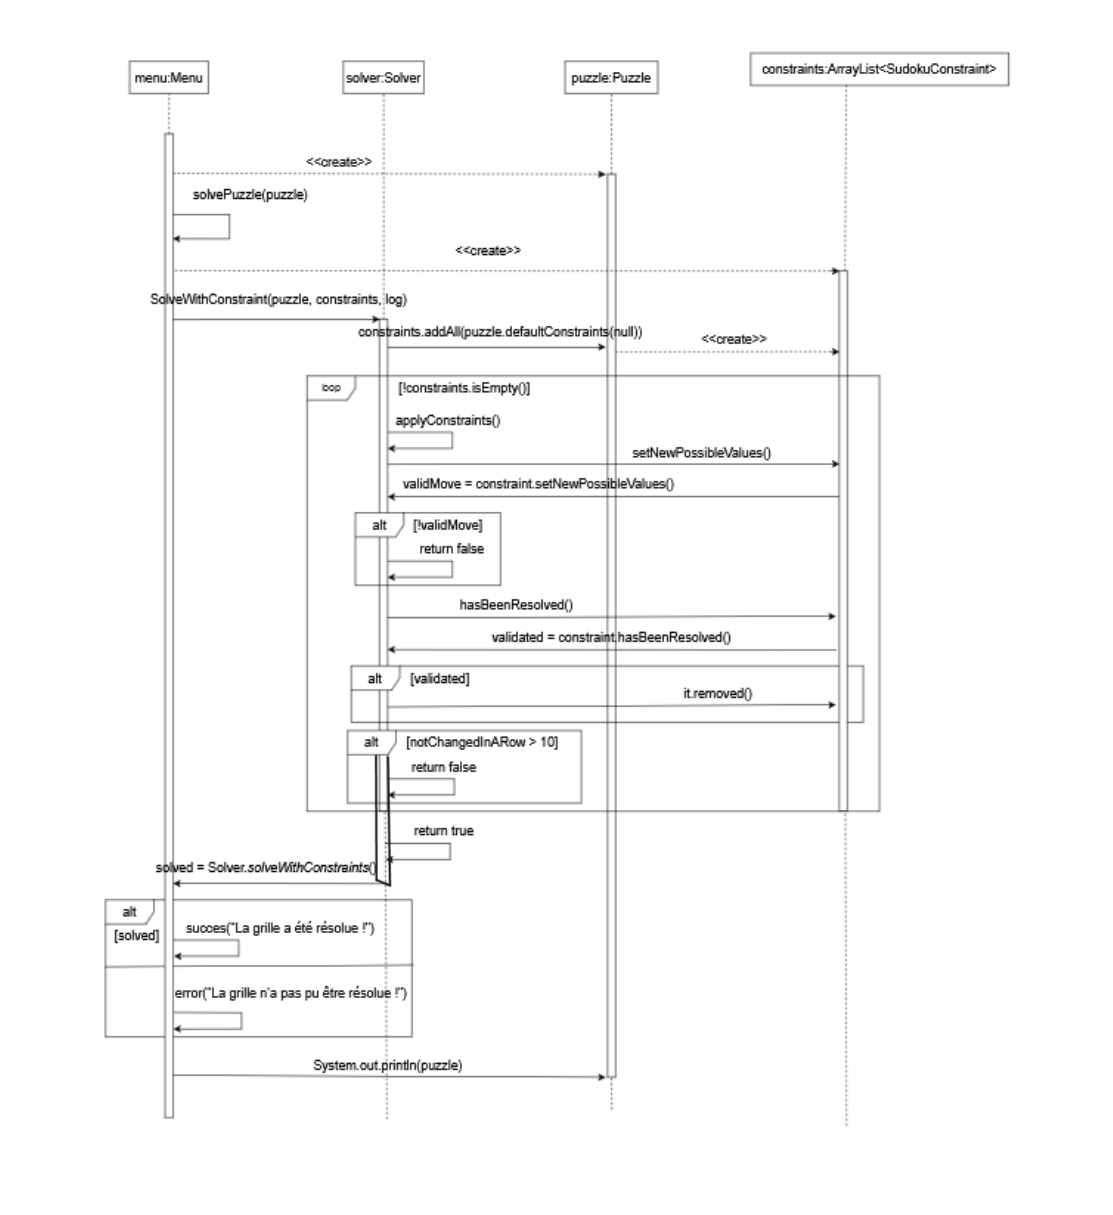 menu:Menu
solver:Solver
puzzle:Puzzle
constraints:ArrayList<SudokuConstraint>
<<create>>
solvePuzzle(puzzle)
<<create>>
SolveWithConstraint(puzzle, constraints, log)
constraints.addAll(puzzle.defaultConstraints(null))
<<create>>
loop
[!constraints.isEmpty()]
applyConstraints()
setNewPossibleValues()
validMove = constraint.setNewPossibleValues()
alt
[!validMove]
return false
hasBeenResolved()
validated = constraint.hasBeenResolved()
alt
[validated]
it.removed()
alt
[notChangedInARow > 10]
return false
return true
solved = Solver.solveWithConstraints()
alt
[solved]
succes("La grille a été résolue !")
error("La grille n'a pas pu être résolue !")
System.out.println(puzzle)